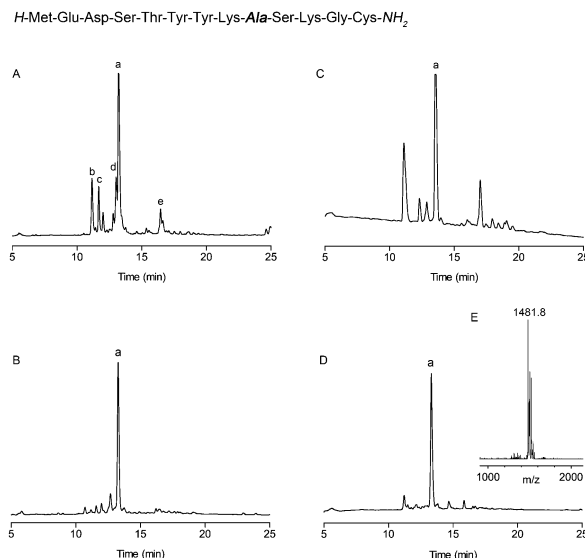 H-Met-Glu-Asp-Ser-Thr-Tyr-Tyr-Lys-Ala-Ser-Lys-Gly-Cys-NH2
A
a
b
c
d
e
5 10 15 20 25
Time (min)
C
a
5 10 15 20 25
Time (min)
B
a
5 10 15 20 25
Time (min)
D
a
5 10 15 20 25
Time (min)
E
1481.8
1000 2000
m/z